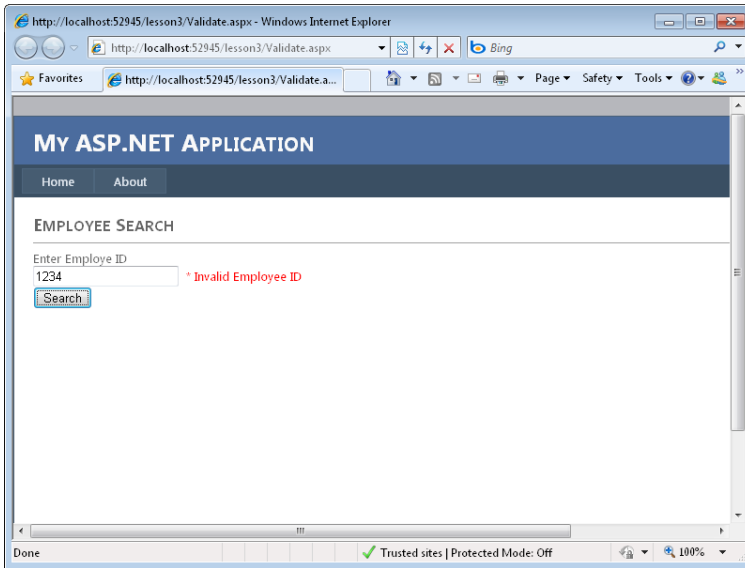 http://localhost:52945/lesson3/Validate.aspx - Windows Internet Explorer
http://localhost:52945/lesson3/Validate.aspx
Bing
Favorites
http://localhost:52945/lesson3/Validate.a...
Page
Safety
Tools
»
MY ASP.NET APPLICATION
Home
About
EMPLOYEE SEARCH
Enter Employe ID
1234
* Invalid Employee ID
Search
Done
Trusted sites | Protected Mode: Off
100%